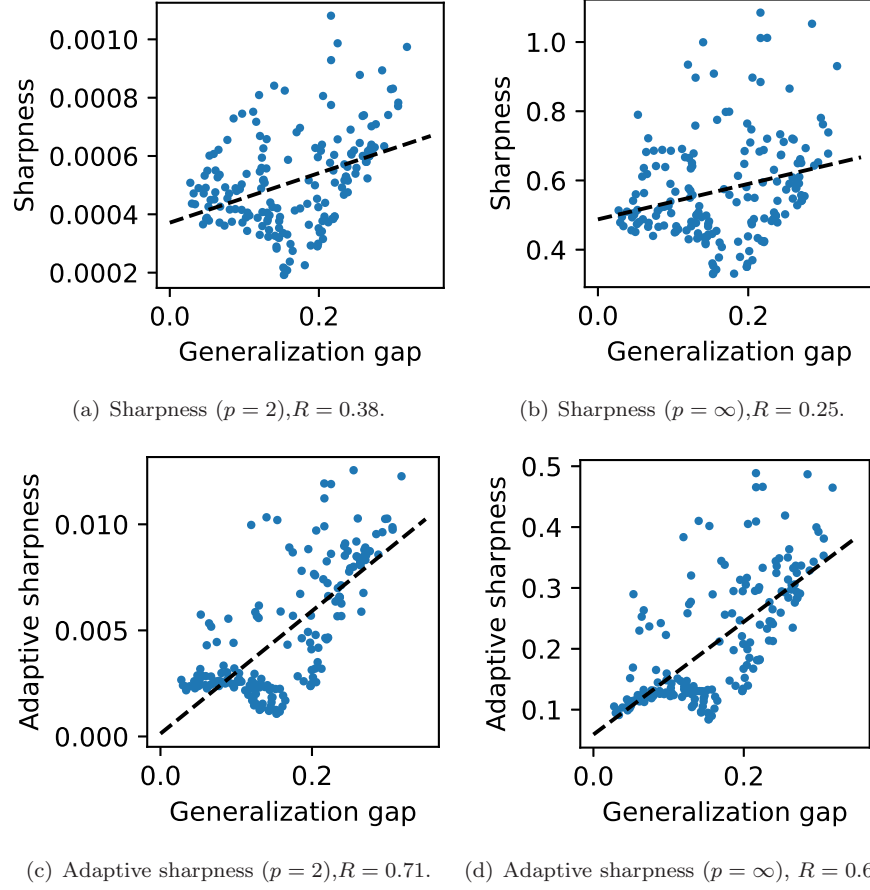 0.0010
0.0008
0.0006
0.0004
0.0002
Sharpness
0.0
0.2
Generalization gap
(a) Sharpness (p = 2),R = 0.38.
1.0
0.8
0.6
0.4
Sharpness
0.0
0.2
Generalization gap
(b) Sharpness (p = ∞),R = 0.25.
0.010
0.005
0.000
Adaptive sharpness
0.0
0.2
Generalization gap
(c) Adaptive sharpness (p = 2),R = 0.71.
0.5
0.4
0.3
0.2
0.1
Adaptive sharpness
0.0
0.2
Generalization gap
(d) Adaptive sharpness (p = ∞), R = 0.6